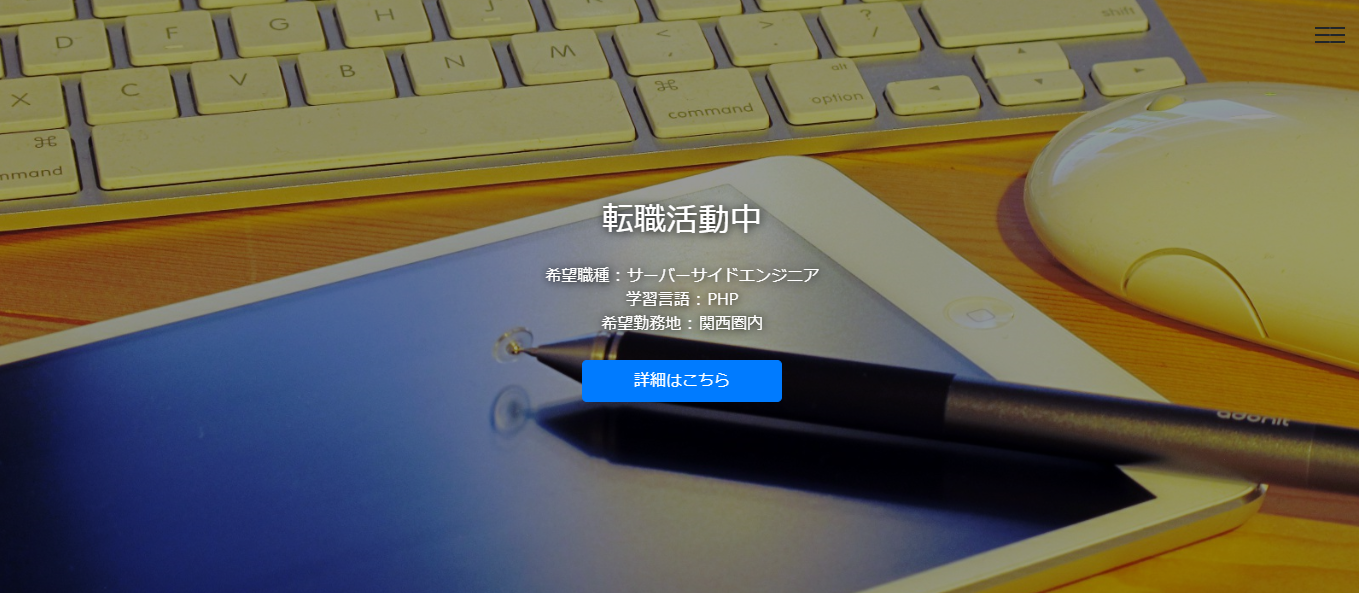 D F G H J
shift
X C V B N M < , > . ? /
⌘ command alt option
⌘
mmand
転職活動中
希望職種：サーバーサイドエンジニア
学習言語：PHP
希望勤務地：関西圏内
詳細はこちら
adonit